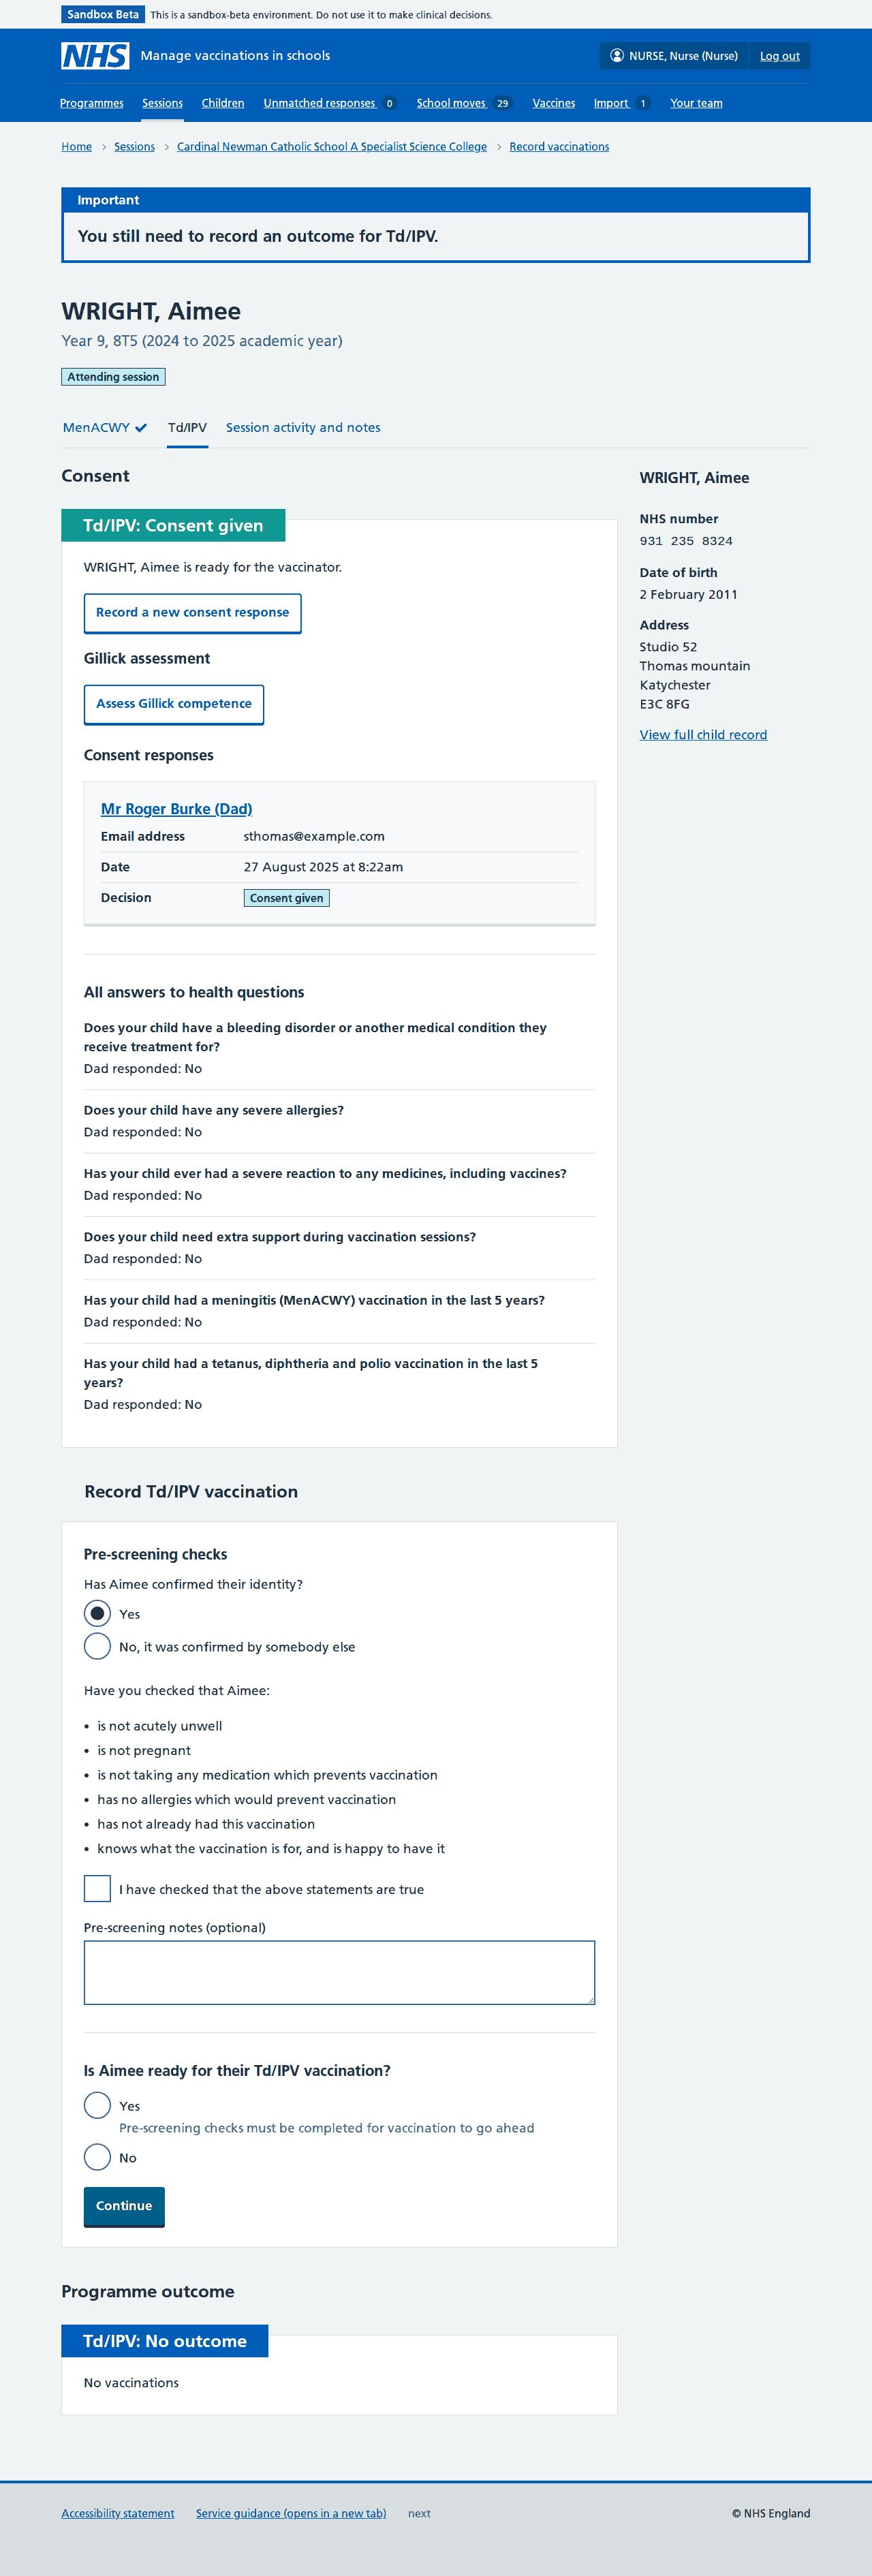 Sandbox Beta This is a sandbox-beta environment. Do not use it to make clinical decisions.
NHS Manage vaccinations in schools NURSE, Nurse (Nurse) Log out
Programmes Sessions Children Unmatched responses 0 School moves 29 Vaccines Import 1 Your team
Home Sessions Cardinal Newman Catholic School A Specialist Science College Record vaccinations
Important
You still need to record an outcome for Td/IPV.
WRIGHT, Aimee
Year 9, 8T5 (2024 to 2025 academic year)
Attending session
MenACWY Td/IPV Session activity and notes
Consent
Td/IPV: Consent given
WRIGHT, Aimee is ready for the vaccinator.
Record a new consent response
Gillick assessment
Assess Gillick competence
Consent responses
Mr Roger Burke (Dad)
Email address sthomas@example.com
Date 27 August 2025 at 8:22am
Decision Consent given
All answers to health questions
Does your child have a bleeding disorder or another medical condition they
receive treatment for?
Dad responded: No
Does your child have any severe allergies?
Dad responded: No
Has your child ever had a severe reaction to any medicines, including vaccines?
Dad responded: No
Does your child need extra support during vaccination sessions?
Dad responded: No
Has your child had a meningitis (MenACWY) vaccination in the last 5 years?
Dad responded: No
Has your child had a tetanus, diphtheria and polio vaccination in the last 5
years?
Dad responded: No
WRIGHT, Aimee
NHS number
931 235 8324
Date of birth
2 February 2011
Address
Studio 52
Thomas mountain
Katychester
E3C 8FG
View full child record
Record Td/IPV vaccination
Pre-screening checks
Has Aimee confirmed their identity?
Yes
No, it was confirmed by somebody else
Have you checked that Aimee:
• is not acutely unwell
• is not pregnant
• is not taking any medication which prevents vaccination
• has no allergies which would prevent vaccination
• has not already had this vaccination
• knows what the vaccination is for, and is happy to have it
I have checked that the above statements are true
Pre-screening notes (optional)
Is Aimee ready for their Td/IPV vaccination?
Yes
Pre-screening checks must be completed for vaccination to go ahead
No
Continue
Programme outcome
Td/IPV: No outcome
No vaccinations
Accessibility statement Service guidance (opens in a new tab) next © NHS England